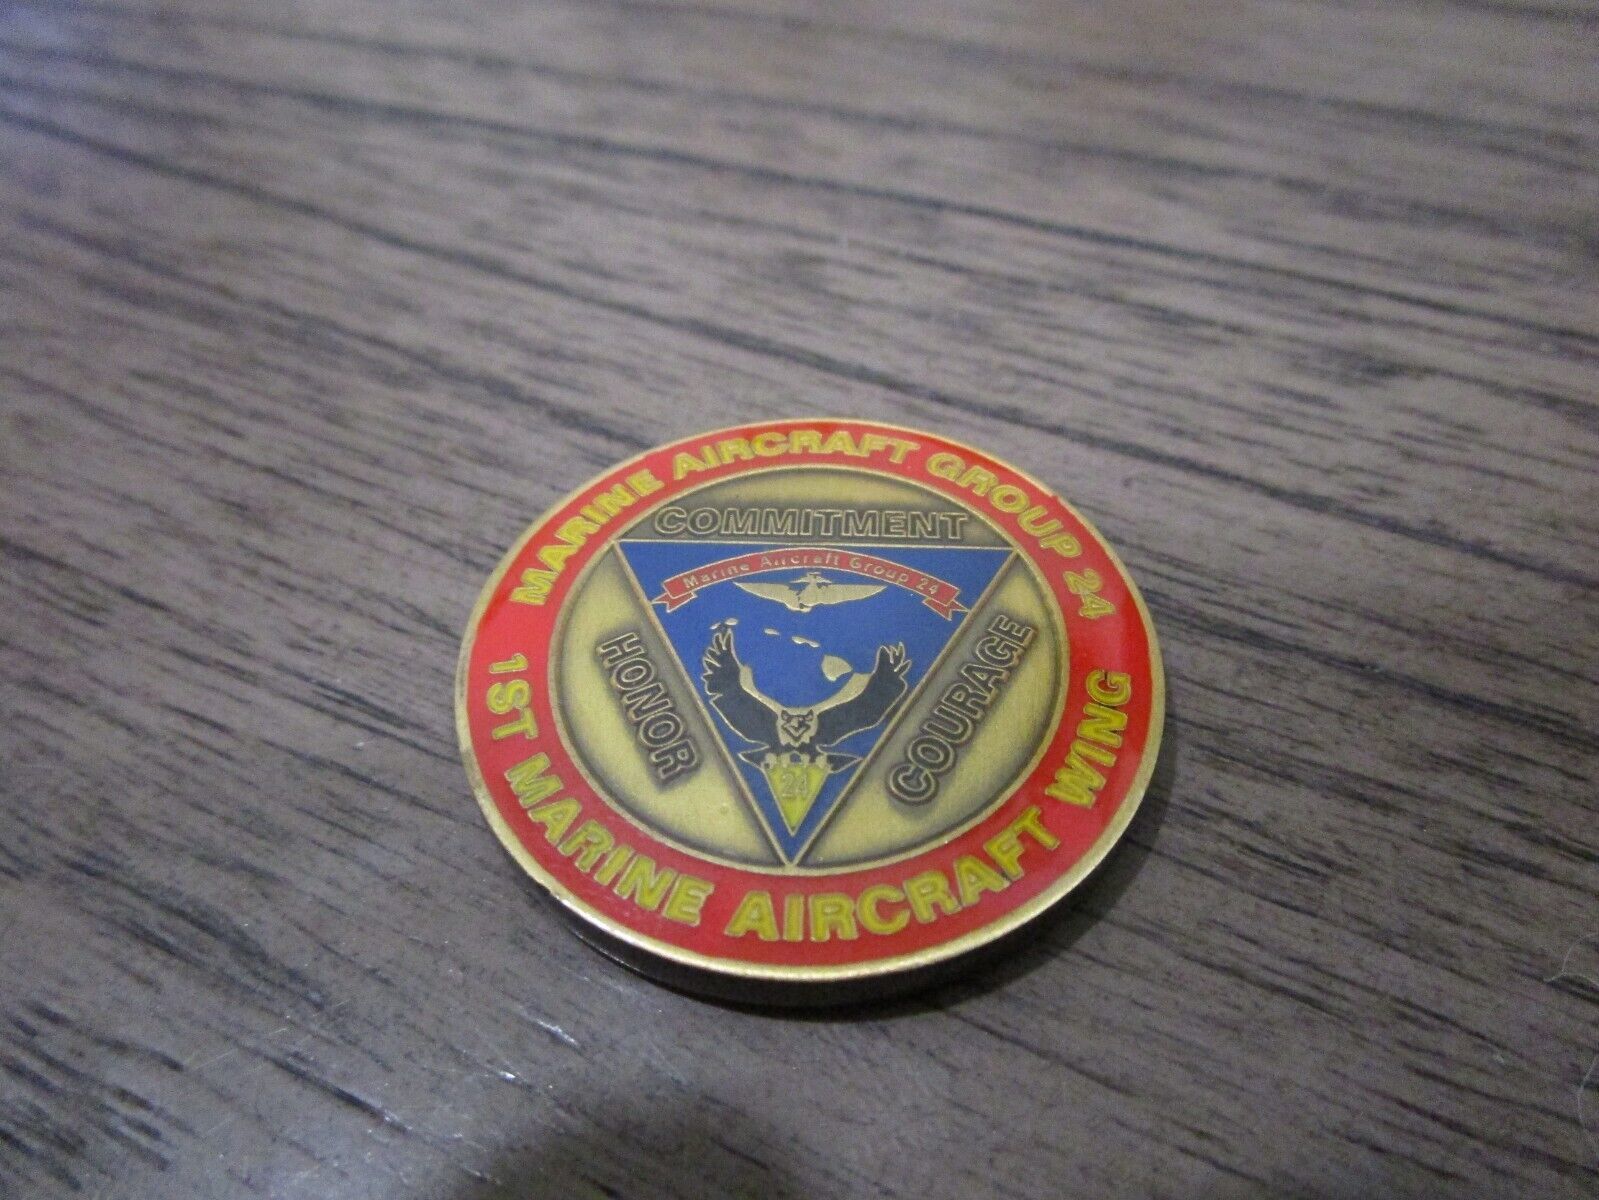 MARINE AIRCRAFT GROUP 24
COMMITMENT
Marine Aircraft Group 24
HONOR
COURAGE
24
1ST MARINE AIRCRAFT WING